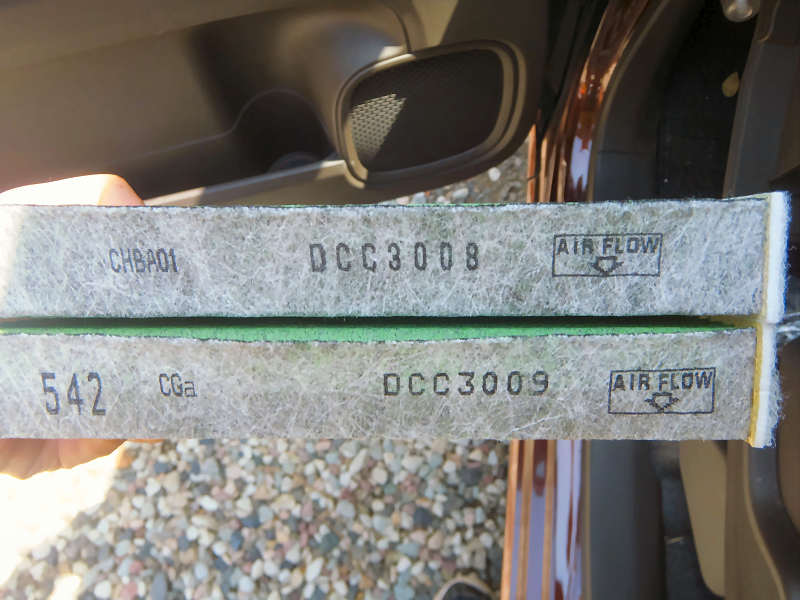 CHBA01 DCC3008 AIR FLOW
542 CGa DCC3009 AIR FLOW